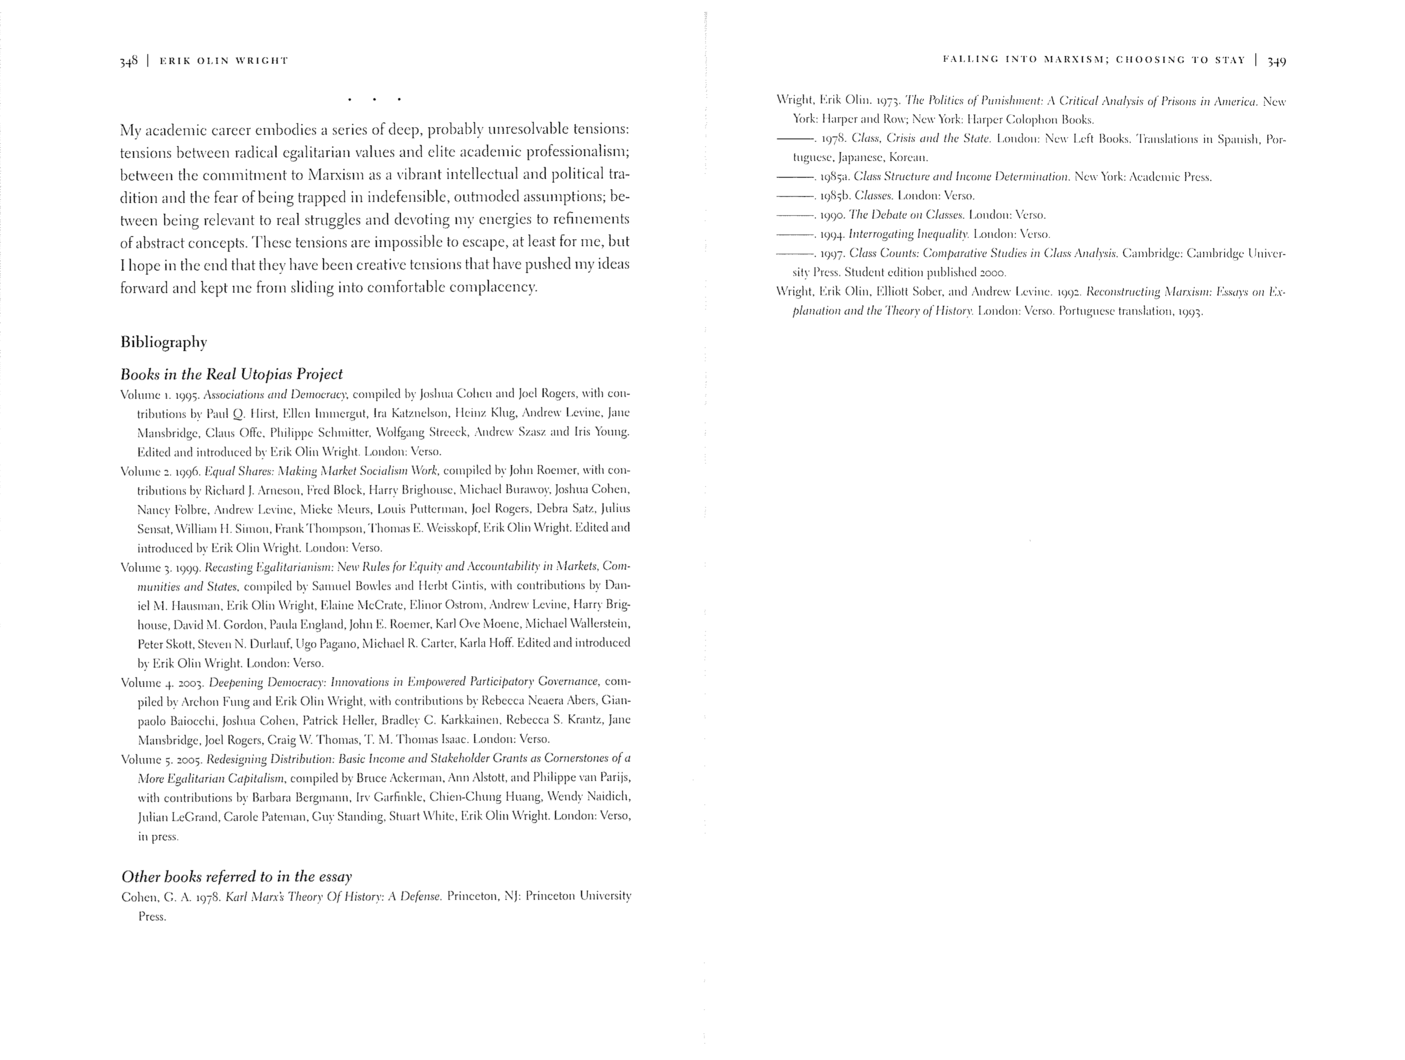 348 | ERIK OLIN WRIGHT
. . .
My academic career embodies a series of deep, probably unresolvable tensions:
tensions between radical egalitarian values and elite academic professionalism;
between the commitment to Marxism as a vibrant intellectual and political tra-
dition and the fear of being trapped in indefensible, outmoded assumptions; be-
tween being relevant to real struggles and devoting my energies to refinements
of abstract concepts. These tensions are impossible to escape, at least for me, but
I hope in the end that they have been creative tensions that have pushed my ideas
forward and kept me from sliding into comfortable complacency.
Bibliography
Books in the Real Utopias Project
Volume 1. 1995. Associations and Democracy, compiled by Joshua Cohen and Joel Rogers, with con-
tributions by Paul Q. Hirst, Ellen Immergut, Ira Katznelson, Heinz Klug, Andrew Levine, Jane
Mansbridge, Claus Offe, Philippe Schmitter, Wolfgang Streeck, Andrew Szasz and Iris Young.
Edited and introduced by Erik Olin Wright. London: Verso.
Volume 2. 1996. Equal Shares: Making Market Socialism Work, compiled by John Roemer, with con-
tributions by Richard J. Arneson, Fred Block, Harry Brighouse, Michael Burawoy, Joshua Cohen,
Nancy Folbre, Andrew Levine, Mieke Meurs, Louis Putterman, Joel Rogers, Debra Satz, Julius
Sensat, William H. Simon, Frank Thompson, Thomas E. Weisskopf, Erik Olin Wright. Edited and
introduced by Erik Olin Wright. London: Verso.
Volume 3. 1999. Recasting Egalitarianism: New Rules for Equity and Accountability in Markets, Com-
munities and States, compiled by Samuel Bowles and Herbt Gintis, with contributions by Dan-
iel M. Hausman, Erik Olin Wright, Elaine McCrate, Elinor Ostrom, Andrew Levine, Harry Brig-
house, David M. Gordon, Paula England, John E. Roemer, Karl Ove Moene, Michael Wallerstein,
Peter Skott, Steven N. Durlauf, Ugo Pagano, Michael R. Carter, Karla Hoff. Edited and introduced
by Erik Olin Wright. London: Verso.
Volume 4. 2003. Deepening Democracy: Innovations in Empowered Participatory Governance, com-
piled by Archon Fung and Erik Olin Wright, with contributions by Rebecca Neaera Abers, Gian-
paolo Baiocchi, Joshua Cohen, Patrick Heller, Bradley C. Karkkainen, Rebecca S. Krantz, Jane
Mansbridge, Joel Rogers, Craig W. Thomas, T. M. Thomas Isaac. London: Verso.
Volume 5. 2005. Redesigning Distribution: Basic Income and Stakeholder Grants as Cornerstones of a
More Egalitarian Capitalism, compiled by Bruce Ackerman, Ann Alstott, and Philippe van Parijs,
with contributions by Barbara Bergmann, Irv Garfinkle, Chien-Chung Huang, Wendy Naidich,
Julian LeGrand, Carole Pateman, Guy Standing, Stuart White, Erik Olin Wright. London: Verso,
in press.
Other books referred to in the essay
Cohen, G. A. 1978. Karl Marx's Theory Of History: A Defense. Princeton, NJ: Princeton University
Press.
FALLING INTO MARXISM; CHOOSING TO STAY | 349
Wright, Erik Olin. 1973. The Politics of Punishment: A Critical Analysis of Prisons in America. New
York: Harper and Row; New York: Harper Colophon Books.
———. 1978. Class, Crisis and the State. London: New Left Books. Translations in Spanish, Por-
tuguese, Japanese, Korean.
———. 1985a. Class Structure and Income Determination. New York: Academic Press.
———. 1985b. Classes. London: Verso.
———. 1990. The Debate on Classes. London: Verso.
———. 1994. Interrogating Inequality. London: Verso.
———. 1997. Class Counts: Comparative Studies in Class Analysis. Cambridge: Cambridge Univer-
sity Press. Student edition published 2000.
Wright, Erik Olin, Elliott Sober, and Andrew Levine. 1992. Reconstructing Marxism: Essays on Ex-
planation and the Theory of History. London: Verso. Portuguese translation, 1993.